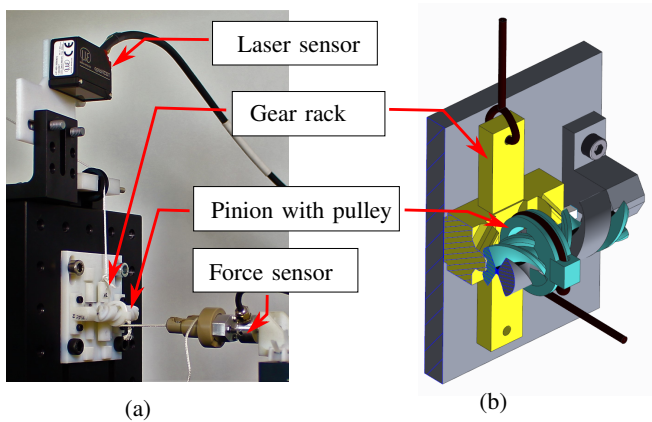 Laser sensor
Gear rack
Pinion with pulley
Force sensor
(a)
(b)